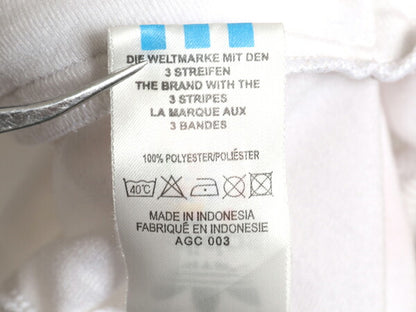 DIE WELTMARKE MIT DEN
3 STREIFEN
THE BRAND WITH THE
3 STRIPES
LA MARQUE AUX
3 BANDES
100% POLYESTER/POLIÉSTER
40°C
MADE IN INDONESIA
FABRIQUÉ EN INDONESIE
AGC 003